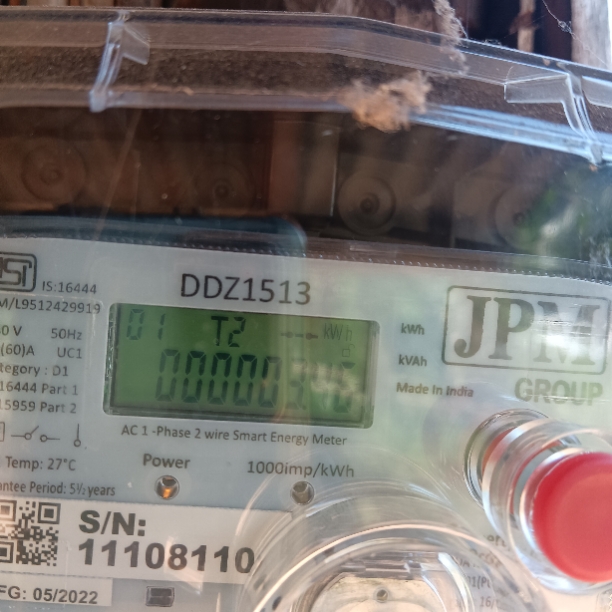 IS:16444
M/L9512429919
DDZ1513
0 V 50Hz
(60)A UC1
tegory : D1
16444 Part 1
15959 Part 2
01 T2 kWh
kWh
kVAh
JPM
GROUP
Made in India
AC 1 -Phase 2 wire Smart Energy Meter
Temp: 27°C
Power
1000imp/kWh
antee Period: 5½ years
S/N:
11108110
FG: 05/2022